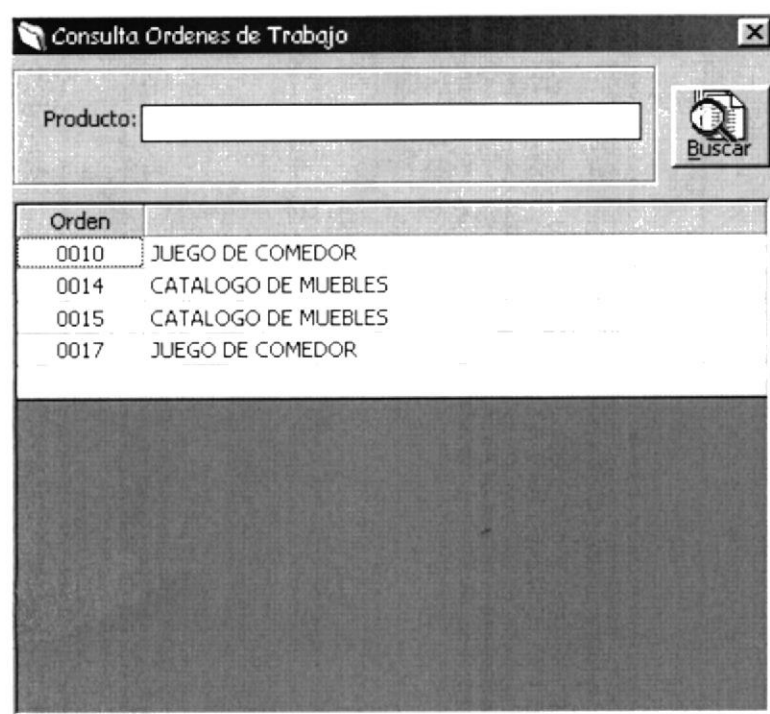 Consulta Ordenes de Trabajo
Producto:
Buscar
Orden
0010 JUEGO DE COMEDOR
0014 CATALOGO DE MUEBLES
0015 CATALOGO DE MUEBLES
0017 JUEGO DE COMEDOR